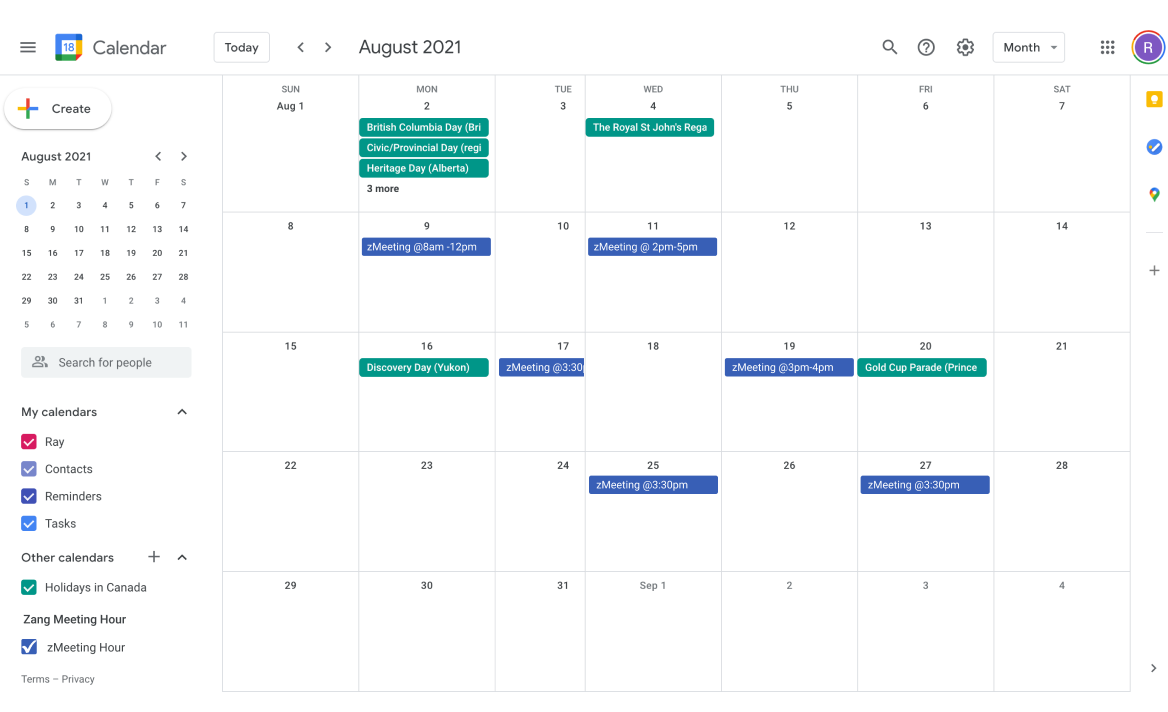 18 Calendar Today August 2021 Month R
Create
August 2021
S M T W T F S
1 2 3 4 5 6 7
8 9 10 11 12 13 14
15 16 17 18 19 20 21
22 23 24 25 26 27 28
29 30 31 1 2 3 4
5 6 7 8 9 10 11
Search for people
My calendars
Ray
Contacts
Reminders
Tasks
Other calendars
Holidays in Canada
Zang Meeting Hour
zMeeting Hour
Terms – Privacy
SUN MON TUE WED THU FRI SAT
Aug 1 2 3 4 5 6 7
British Columbia Day (Bri The Royal St John's Rega
Civic/Provincial Day (regi
Heritage Day (Alberta)
3 more
8 9 10 11 12 13 14
zMeeting @8am -12pm zMeeting @ 2pm-5pm
15 16 17 18 19 20 21
Discovery Day (Yukon) zMeeting @3:30 zMeeting @3pm-4pm Gold Cup Parade (Prince
22 23 24 25 26 27 28
zMeeting @3:30pm zMeeting @3:30pm
29 30 31 Sep 1 2 3 4